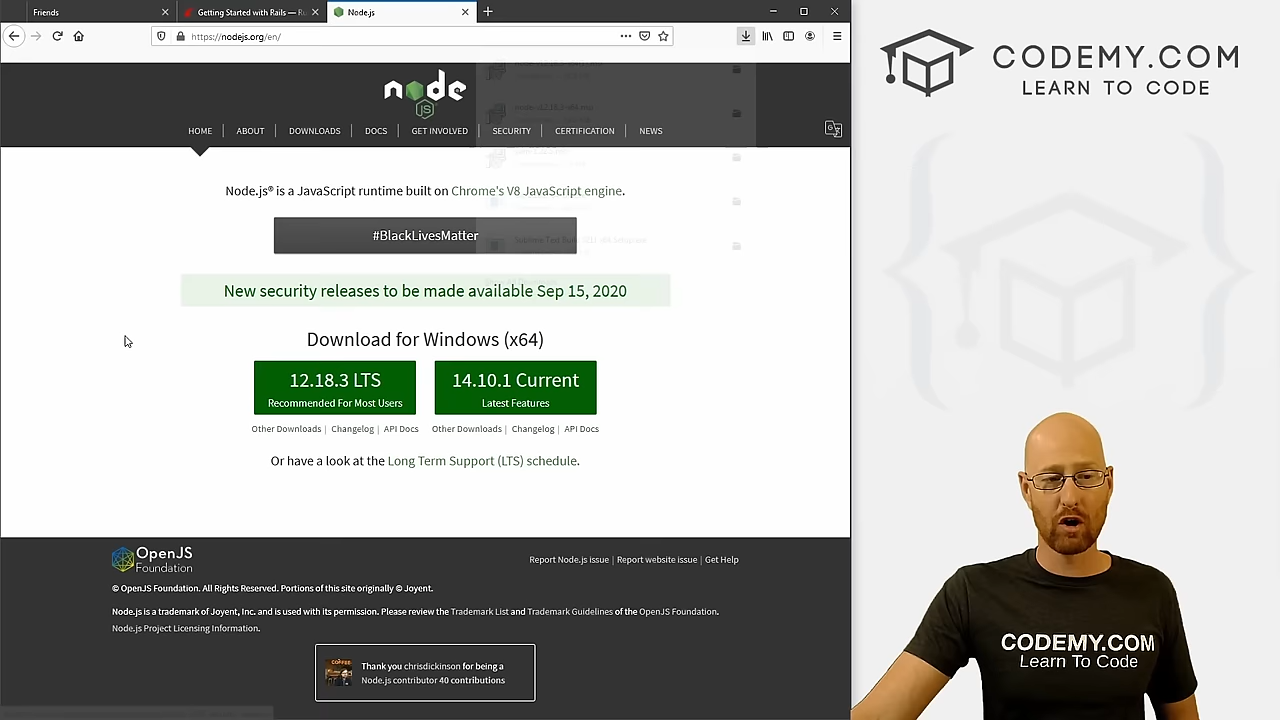 Friends
Getting Started with Rails — Ru
Node.js
https://nodejs.org/en/
CODEMY.COM
LEARN TO CODE
node
JS
HOME
ABOUT
DOWNLOADS
DOCS
GET INVOLVED
SECURITY
CERTIFICATION
NEWS
Node.js® is a JavaScript runtime built on Chrome's V8 JavaScript engine.
#BlackLivesMatter
New security releases to be made available Sep 15, 2020
Download for Windows (x64)
12.18.3 LTS
Recommended For Most Users
14.10.1 Current
Latest Features
Other Downloads | Changelog | API Docs
Other Downloads | Changelog | API Docs
Or have a look at the Long Term Support (LTS) schedule.
OpenJS
Foundation
Report Node.js issue | Report website issue | Get Help
© OpenJS Foundation. All Rights Reserved. Portions of this site originally © Joyent.
Node.js is a trademark of Joyent, Inc. and is used with its permission. Please review the Trademark List and Trademark Guidelines of the OpenJS Foundation.
Node.js Project Licensing Information.
COFFEE
Thank you chrisdickinson for being a
Node.js contributor 40 contributions
CODEMY.COM
Learn To Code